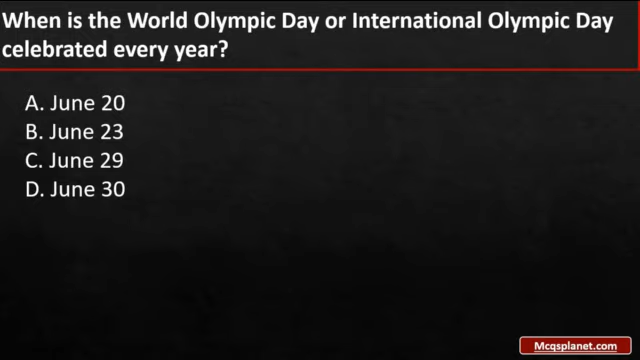 When is the World Olympic Day or International Olympic Day
celebrated every year?
A. June 20
B. June 23
C. June 29
D. June 30
Mcqsplanet.com